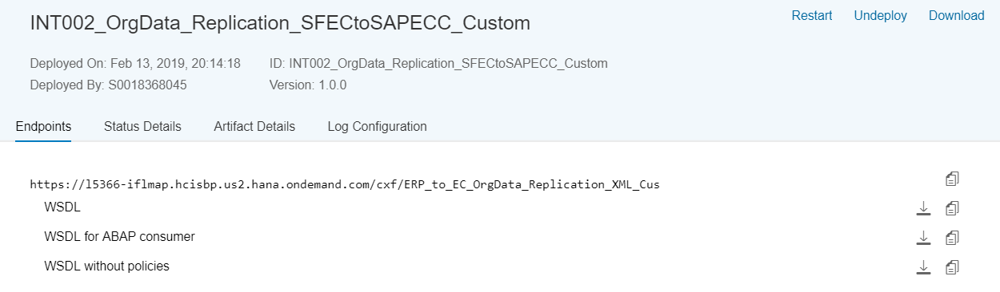 INT002_OrgData_Replication_SFECtoSAPECC_Custom
Restart Undeploy Download
Deployed On: Feb 13, 2019, 20:14:18 ID: INT002_OrgData_Replication_SFECtoSAPECC_Custom
Deployed By: S0018368045 Version: 1.0.0
Endpoints Status Details Artifact Details Log Configuration
https://l5366-iflmap.hcisbp.us2.hana.ondemand.com/cxf/ERP_to_EC_OrgData_Replication_XML_Cus
WSDL
WSDL for ABAP consumer
WSDL without policies